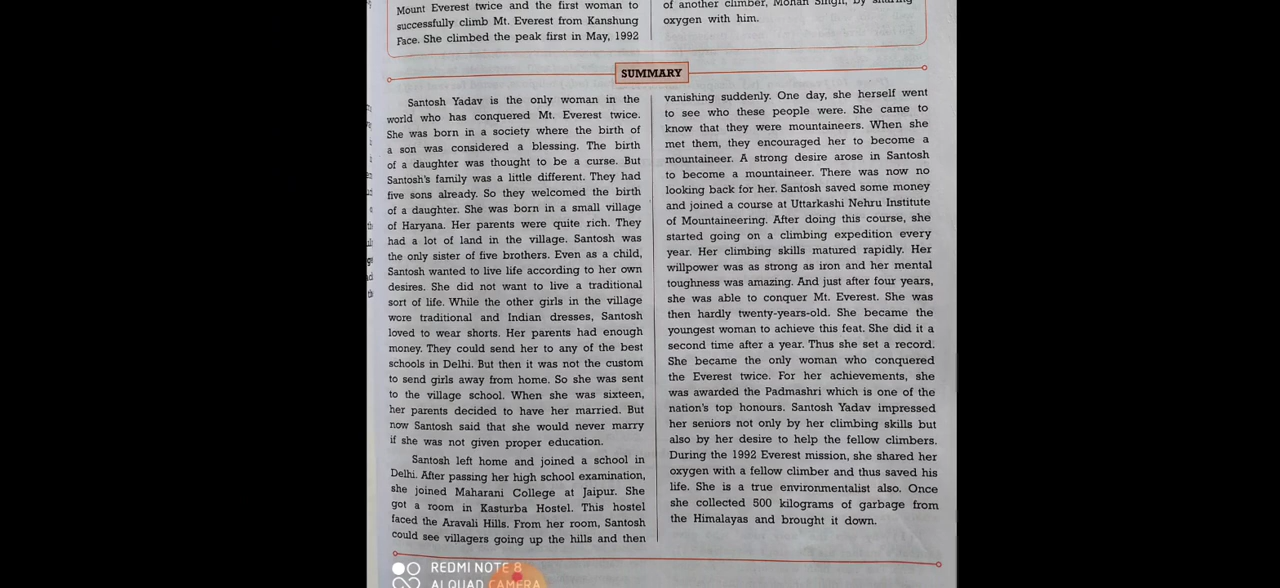 Mount Everest twice and the first woman to
successfully climb Mt. Everest from Kanshung
Face. She climbed the peak first in May, 1992
of another climber, Mohan Singh, by sharing
oxygen with him.
SUMMARY
Santosh Yadav is the only woman in the
world who has conquered Mt. Everest twice.
She was born in a society where the birth of
a son was considered a blessing. The birth
of a daughter was thought to be a curse. But
Santosh's family was a little different. They had
five sons already. So they welcomed the birth
of a daughter. She was born in a small village
of Haryana. Her parents were quite rich. They
had a lot of land in the village. Santosh was
the only sister of five brothers. Even as a child,
Santosh wanted to live life according to her own
desires. She did not want to live a traditional
sort of life. While the other girls in the village
wore traditional and Indian dresses, Santosh
loved to wear shorts. Her parents had enough
money. They could send her to any of the best
schools in Delhi. But then it was not the custom
to send girls away from home. So she was sent
to the village school. When she was sixteen,
her parents decided to have her married. But
now Santosh said that she would never marry
if she was not given proper education.
Santosh left home and joined a school in
Delhi. After passing her high school examination,
she joined Maharani College at Jaipur. She
got a room in Kasturba Hostel. This hostel
faced the Aravali Hills. From her room, Santosh
could see villagers going up the hills and then
vanishing suddenly. One day, she herself went
to see who these people were. She came to
know that they were mountaineers. When she
met them, they encouraged her to become a
mountaineer. A strong desire arose in Santosh
to become a mountaineer. There was now no
looking back for her. Santosh saved some money
and joined a course at Uttarkashi Nehru Institute
of Mountaineering. After doing this course, she
started going on a climbing expedition every
year. Her climbing skills matured rapidly. Her
willpower was as strong as iron and her mental
toughness was amazing. And just after four years,
she was able to conquer Mt. Everest. She was
then hardly twenty-years-old. She became the
youngest woman to achieve this feat. She did it a
second time after a year. Thus she set a record.
She became the only woman who conquered
the Everest twice. For her achievements, she
was awarded the Padmashri which is one of the
nation's top honours. Santosh Yadav impressed
her seniors not only by her climbing skills but
also by her desire to help the fellow climbers.
During the 1992 Everest mission, she shared her
oxygen with a fellow climber and thus saved his
life. She is a true environmentalist also. Once
she collected 500 kilograms of garbage from
the Himalayas and brought it down.
REDMI NOTE 8
AI QUAD CAMERA